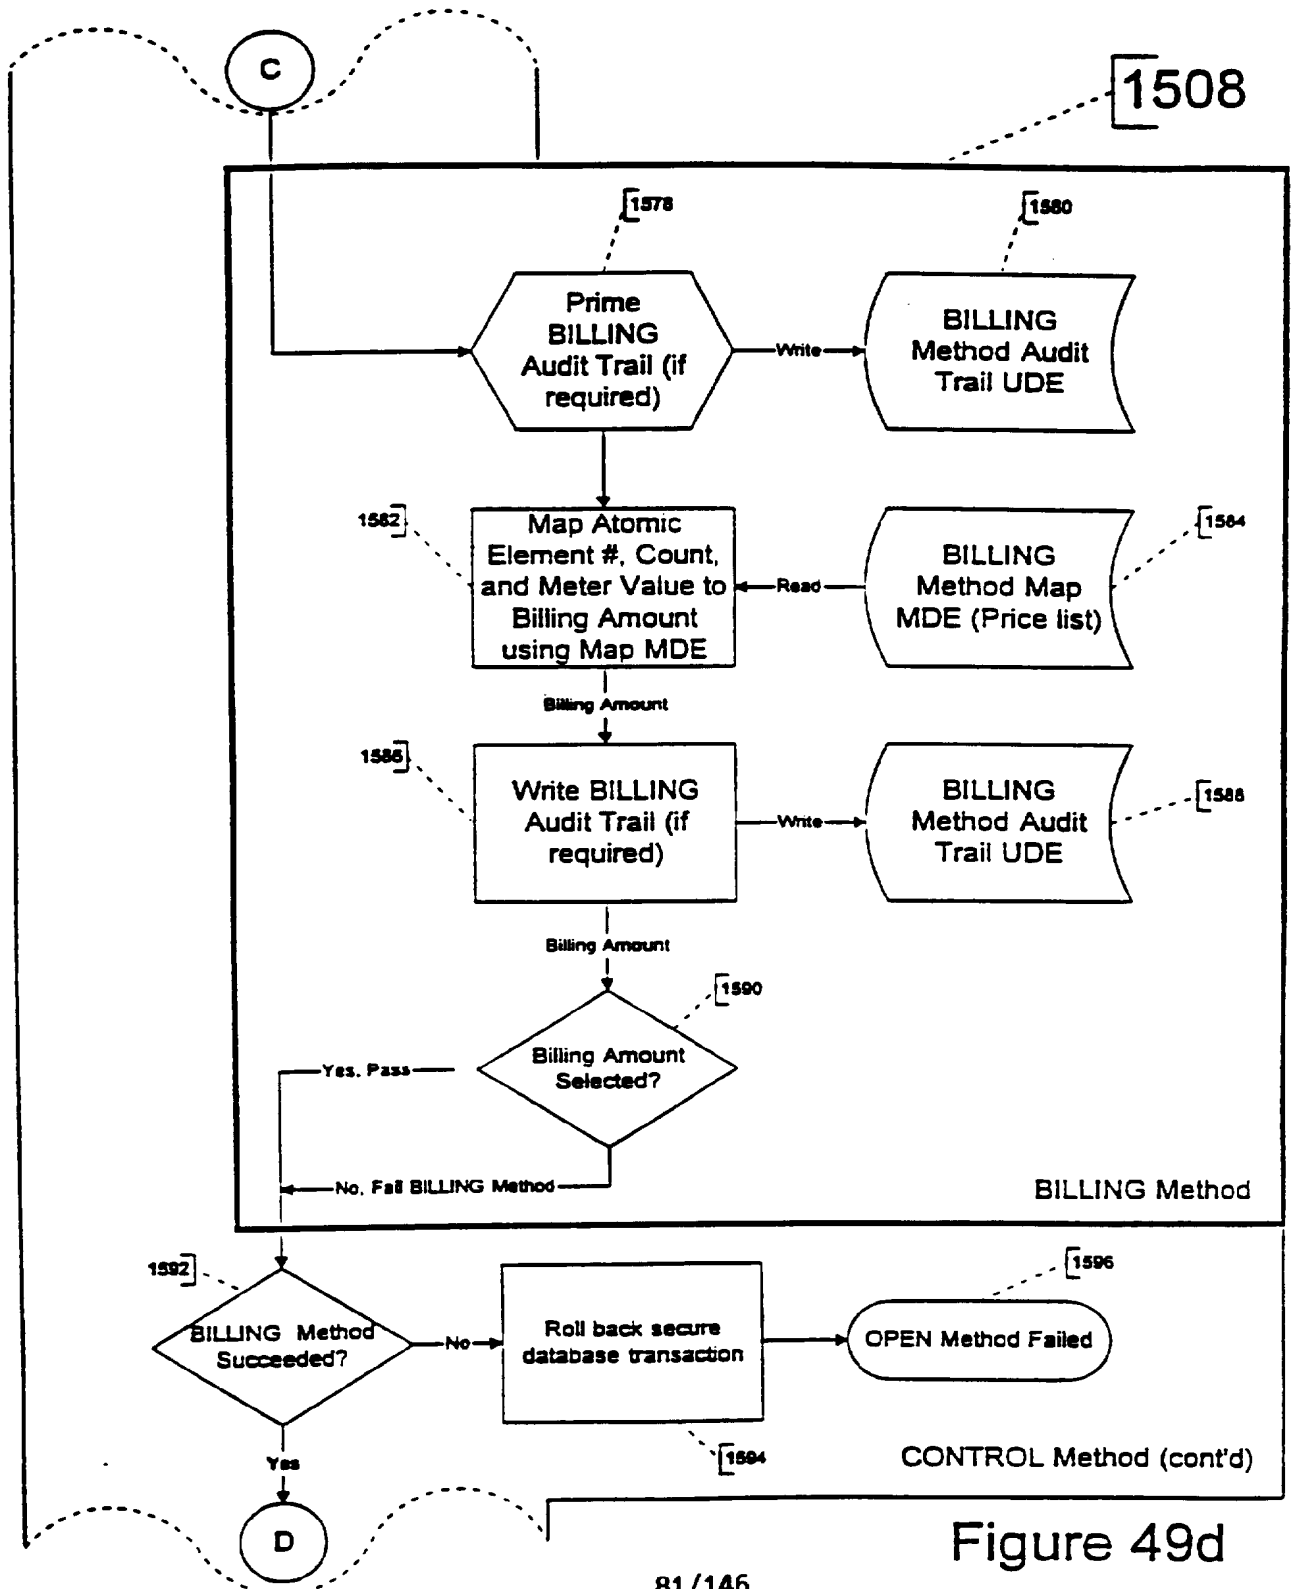 C
1508
1578
1580
Prime
BILLING
Audit Trail (if
required)
Write
BILLING
Method Audit
Trail UDE
1582
Map Atomic
Element #, Count,
and Meter Value to
Billing Amount
using Map MDE
Read
BILLING
Method Map
MDE (Price list)
1584
Billing Amount
1586
Write BILLING
Audit Trail (if
required)
Write
BILLING
Method Audit
Trail UDE
1588
Billing Amount
1590
Billing Amount
Selected?
Yes, Pass
No, Fail BILLING Method
BILLING Method
1592
BILLING Method
Succeeded?
No
Roll back secure
database transaction
1596
OPEN Method Failed
1594
Yes
CONTROL Method (cont'd)
D
Figure 49d
81/146